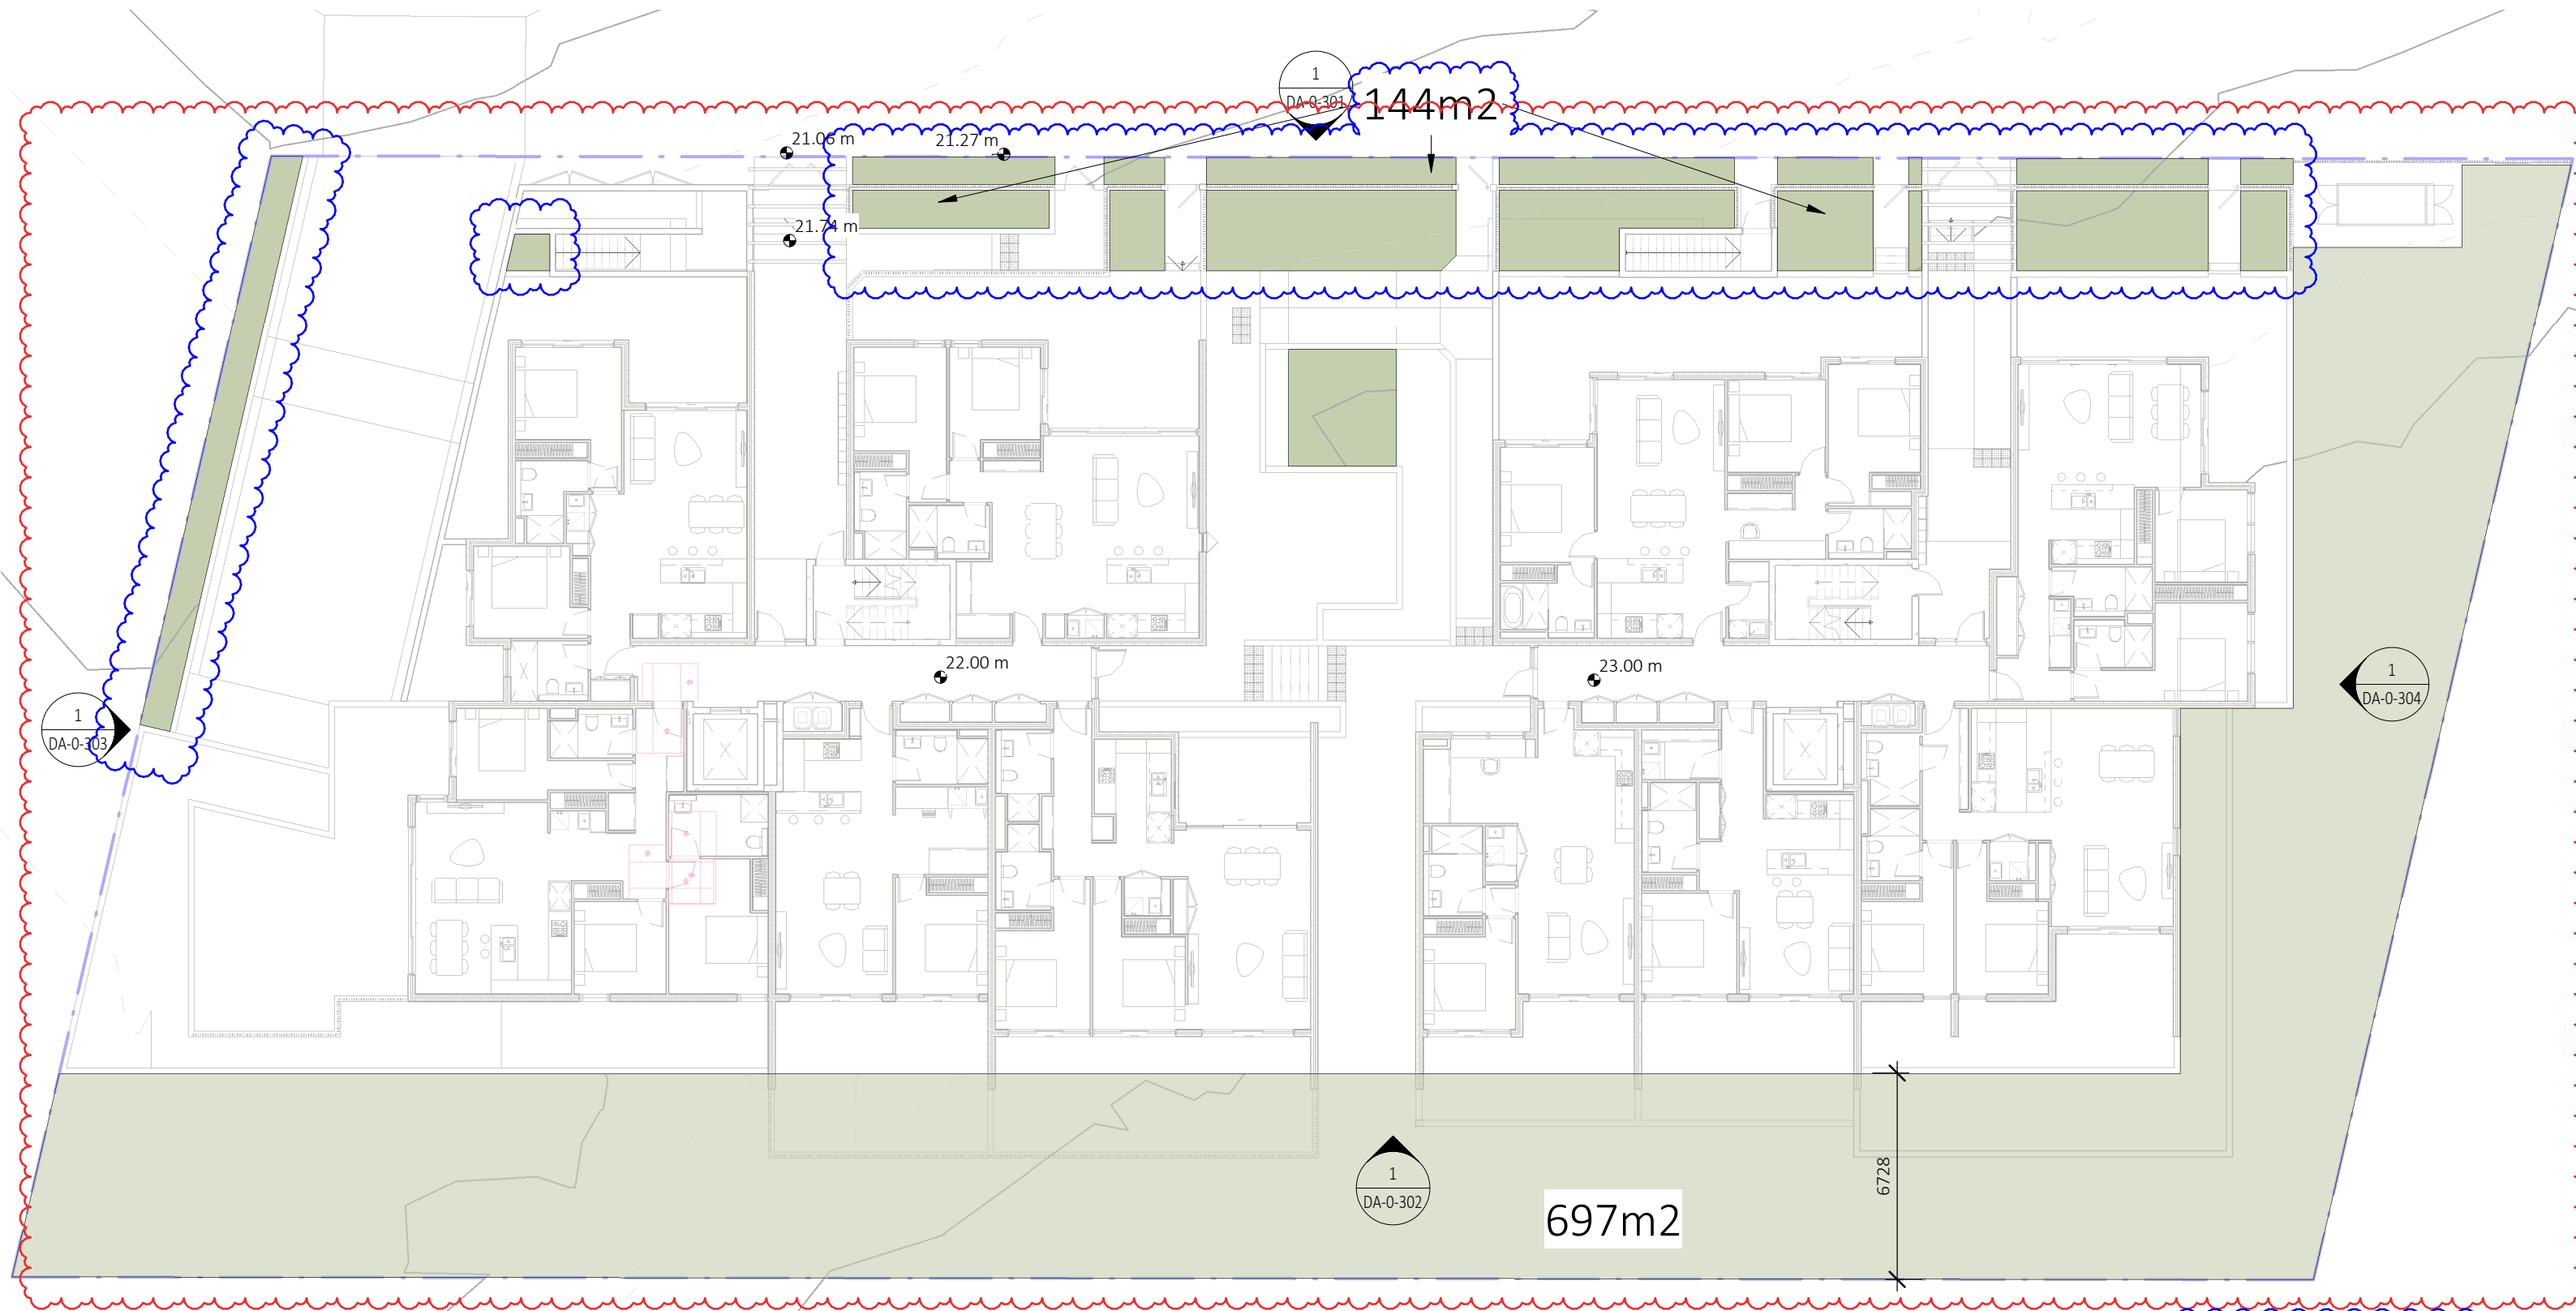 1
DA-0-301
144m2
21.06 m
21.27 m
21.74 m
22.00 m
23.00 m
1
DA-0-303
1
DA-0-304
1
DA-0-302
6728
697m2